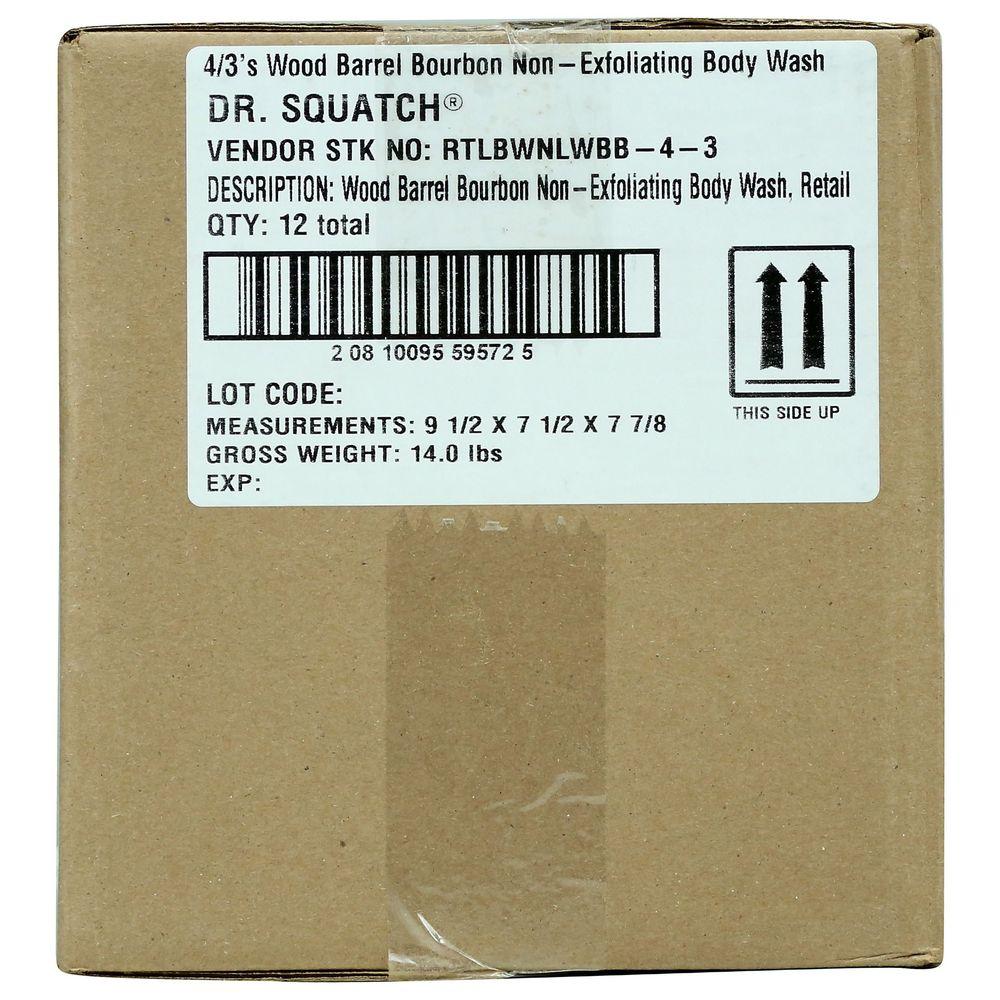 4/3's Wood Barrel Bourbon Non-Exfoliating Body Wash
DR. SQUATCH®
VENDOR STK NO: RTLBWNLWBB-4-3
DESCRIPTION: Wood Barrel Bourbon Non-Exfoliating Body Wash, Retail
QTY: 12 total
2 08 10095 59572 5
THIS SIDE UP
LOT CODE:
MEASUREMENTS: 9 1/2 X 7 1/2 X 7 7/8
GROSS WEIGHT: 14.0 lbs
EXP: